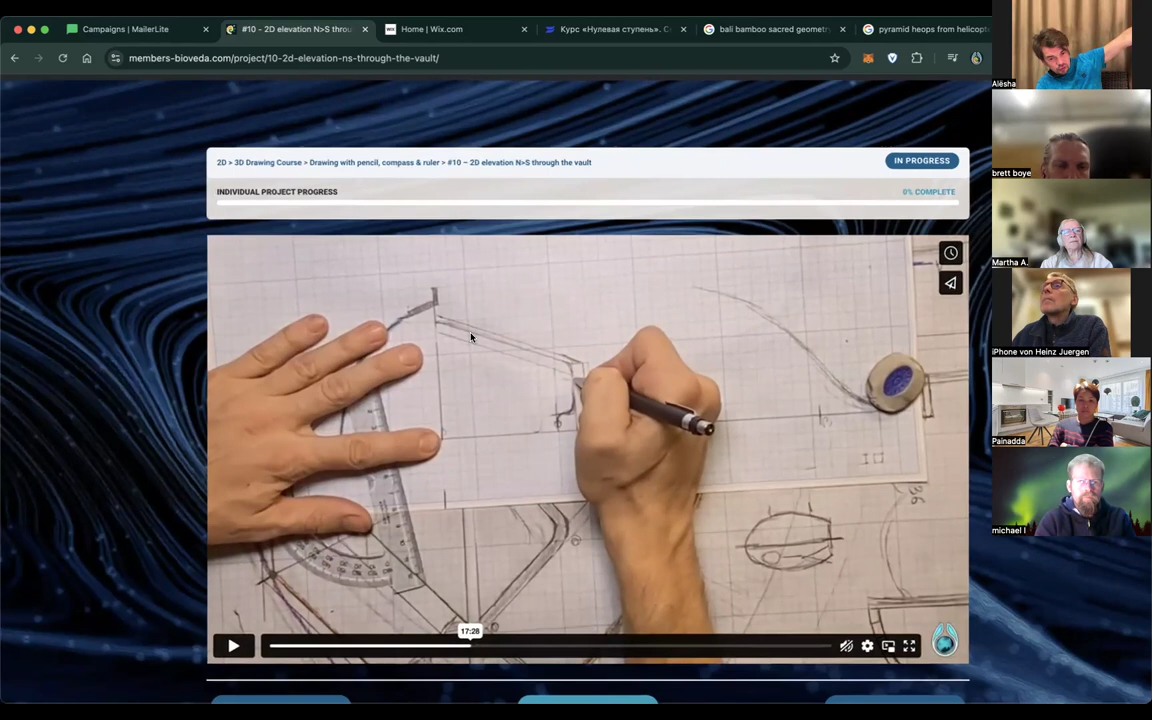 Campaigns | MailerLite
#10 - 2D elevation N>S throu
Home | Wix.com
Курс «Нулевая ступень». С
bali bamboo sacred geometry
pyramid heops from helicopte
members-bioveda.com/project/10-2d-elevation-ns-through-the-vault/
2D > 3D Drawing Course > Drawing with pencil, compass & ruler > #10 – 2D elevation N>S through the vault
IN PROGRESS
INDIVIDUAL PROJECT PROGRESS
0% COMPLETE
17:28
Alësha
brett boye
Martha A.
iPhone von Heinz Juergen
Painadda
michael l